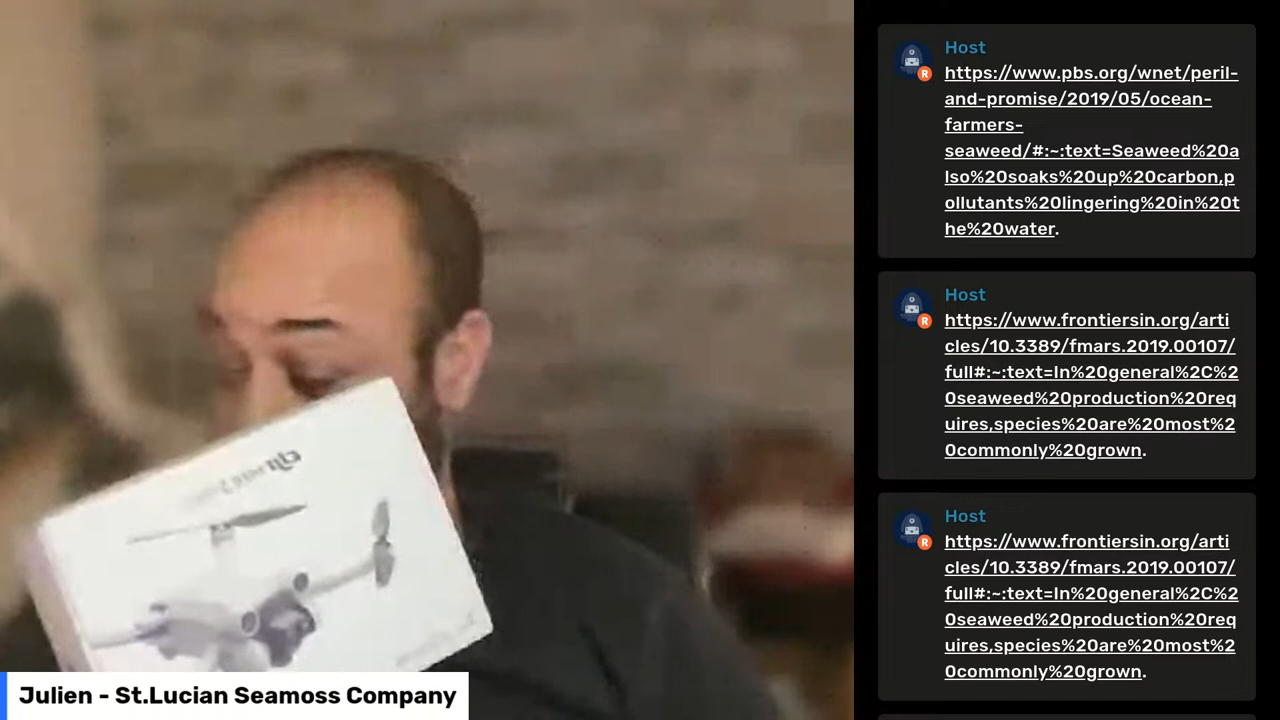 Host
https://www.pbs.org/wnet/peril-
and-promise/2019/05/ocean-
farmers-
seaweed/#:~:text=Seaweed%20a
lso%20soaks%20up%20carbon,p
ollutants%20lingering%20in%20t
he%20water.
Host
https://www.frontiersin.org/arti
cles/10.3389/fmars.2019.00107/
full#:~:text=In%20general%2C%2
0seaweed%20production%20req
uires,species%20are%20most%2
0commonly%20grown.
Host
https://www.frontiersin.org/arti
cles/10.3389/fmars.2019.00107/
full#:~:text=In%20general%2C%2
0seaweed%20production%20req
uires,species%20are%20most%2
0commonly%20grown.
R
R
R
dji
Julien - St.Lucian Seamoss Company